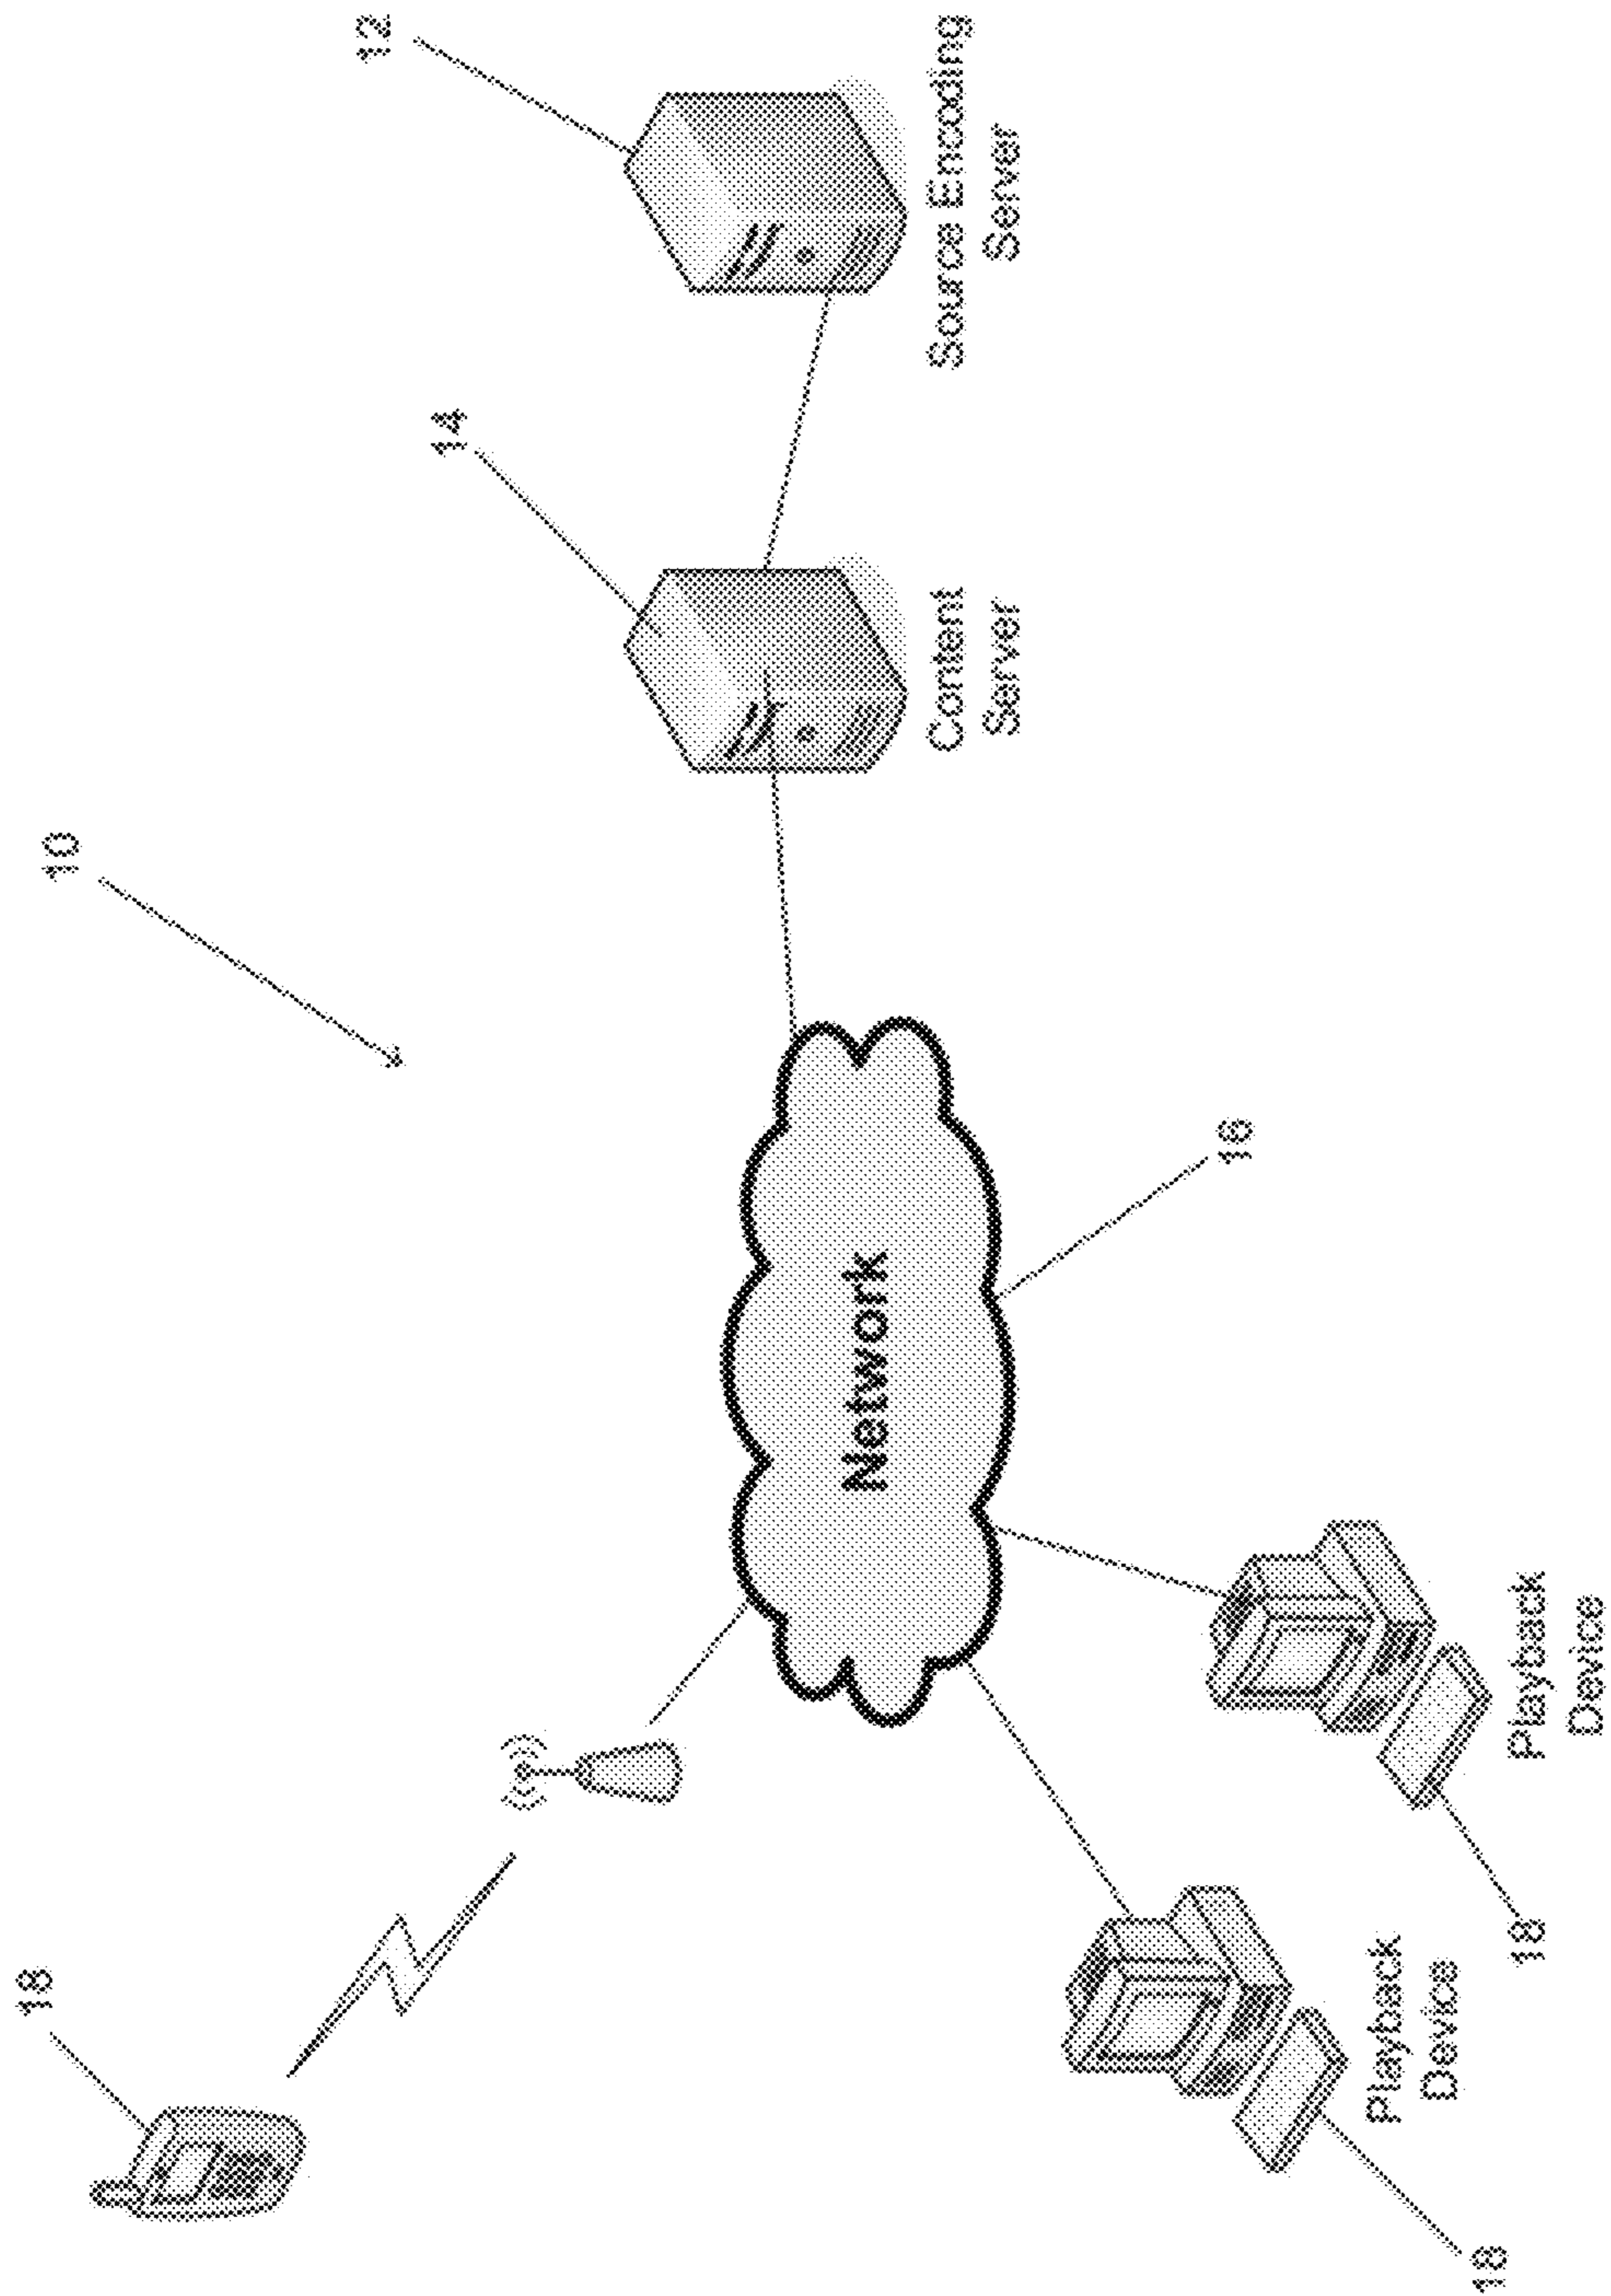 10
12
14
Source Encoding
Server
Content
Server
Network
16
18
18
Playback
Device
18
Playback
Device